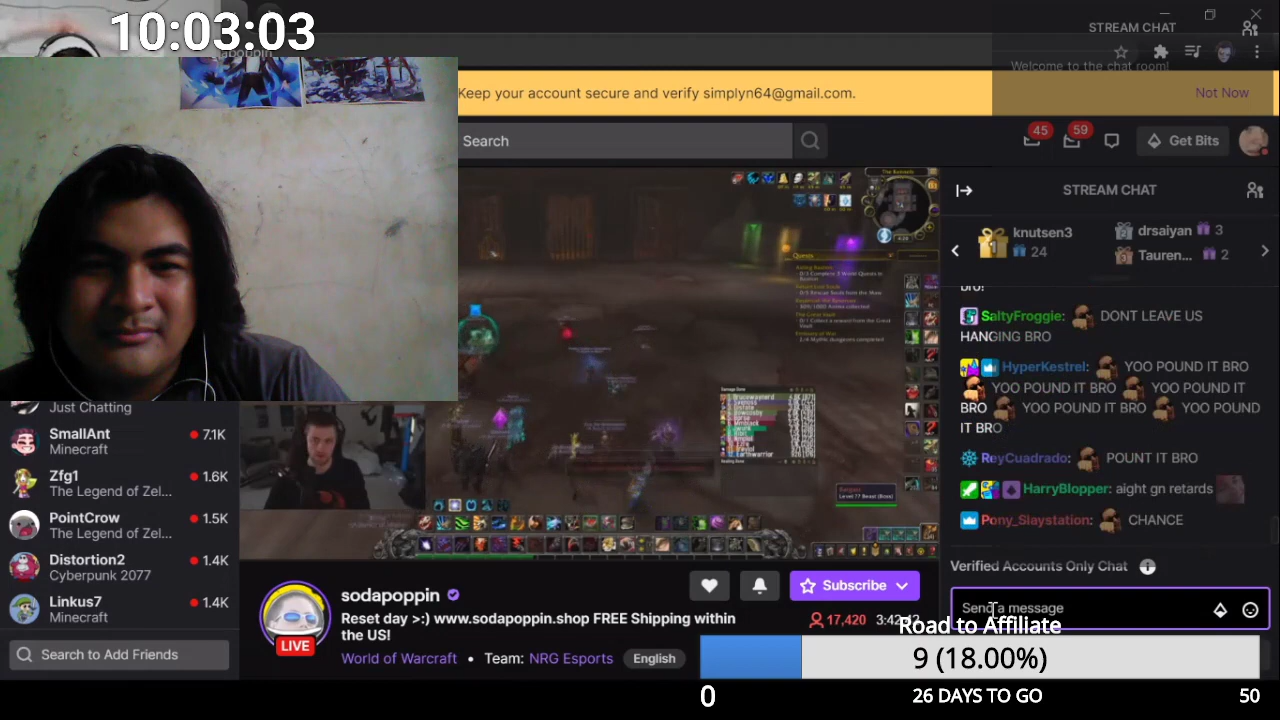 10:03:03
STREAM CHAT
Welcome to the chat room!
Keep your account secure and verify simplyn64@gmail.com.
Not Now
Search
45
59
Get Bits
STREAM CHAT
knutsen3
24
drsaiyan 3
Tauren... 2
bro!
SaltyFroggie: DONT LEAVE US
HANGING BRO
HyperKestrel: YOO POUND IT BRO
YOO POUND IT BRO YOO POUND IT
BRO YOO POUND IT BRO YOO POUND
IT BRO
ReyCuadrado: POUNT IT BRO
HarryBlopper: aight gn retards
Pony_Slaystation: CHANCE
Verified Accounts Only Chat
Send a message
Just Chatting
SmallAnt 7.1K
Minecraft
Zfg1 1.6K
The Legend of Zel...
PointCrow 1.5K
The Legend of Zel...
Distortion2 1.4K
Cyberpunk 2077
Linkus7 1.4K
Minecraft
Search to Add Friends
Quests
LIVE
sodapoppin
Subscribe
Reset day >:) www.sodapoppin.shop FREE Shipping within
the US!
17,420
World of Warcraft • Team: NRG Esports English
Road to Affiliate
9 (18.00%)
0
26 DAYS TO GO
50